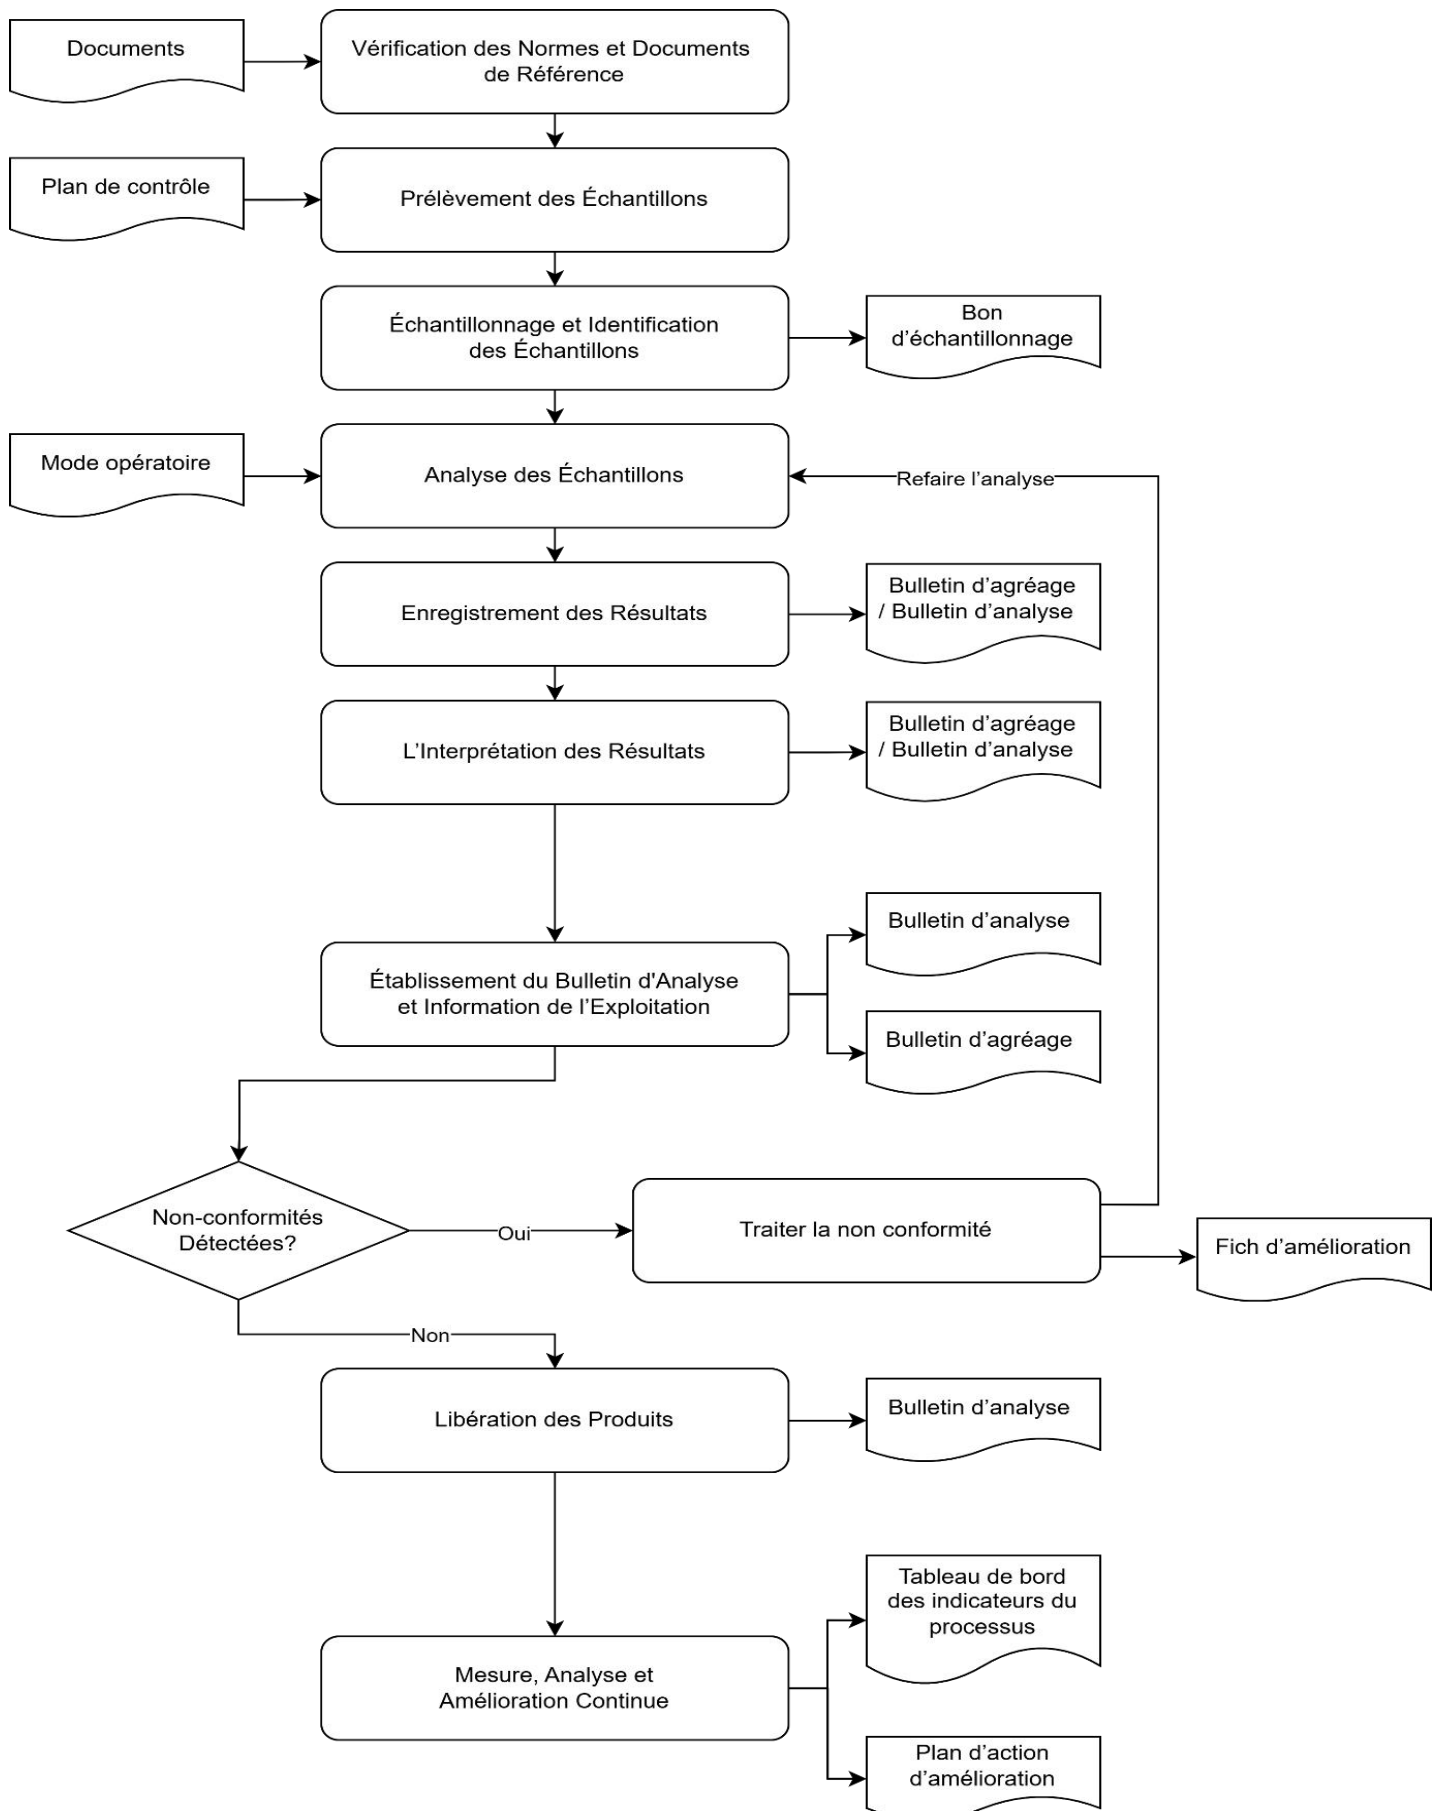 Documents
Vérification des Normes et Documents
de Référence
Plan de contrôle
Prélèvement des Échantillons
Échantillonnage et Identification
des Échantillons
Bon
d’échantillonnage
Mode opératoire
Analyse des Échantillons
Refaire l’analyse
Enregistrement des Résultats
Bulletin d’agréage
/ Bulletin d’analyse
L’Interprétation des Résultats
Bulletin d’agréage
/ Bulletin d’analyse
Établissement du Bulletin d'Analyse
et Information de l’Exploitation
Bulletin d’analyse
Bulletin d’agréage
Non-conformités
Détectées?
Oui
Traiter la non conformité
Fich d’amélioration
Non
Libération des Produits
Bulletin d’analyse
Mesure, Analyse et
Amélioration Continue
Tableau de bord
des indicateurs du
processus
Plan d’action
d’amélioration